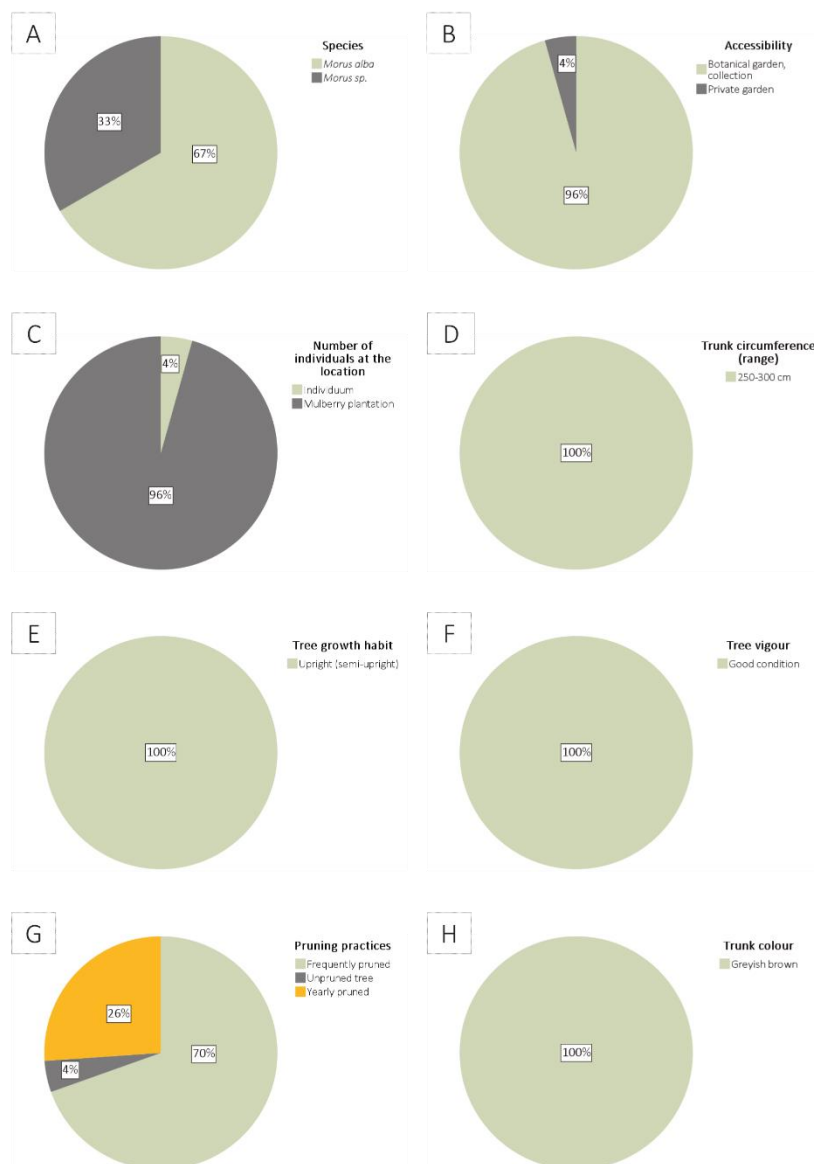 A
Species
Morus alba
Morus sp.
33%
67%
B
Accessibility
Botanical garden,
collection
Private garden
4%
96%
C
Number of
individuals at the
location
Individuum
Mulberry plantation
4%
96%
D
Trunk circumference
(range)
250-300 cm
100%
E
Tree growth habit
Upright (semi-upright)
100%
F
Tree vigour
Good condition
100%
G
Pruning practices
Frequently pruned
Unpruned tree
Yearly pruned
26%
70%
4%
H
Trunk colour
Greyish brown
100%